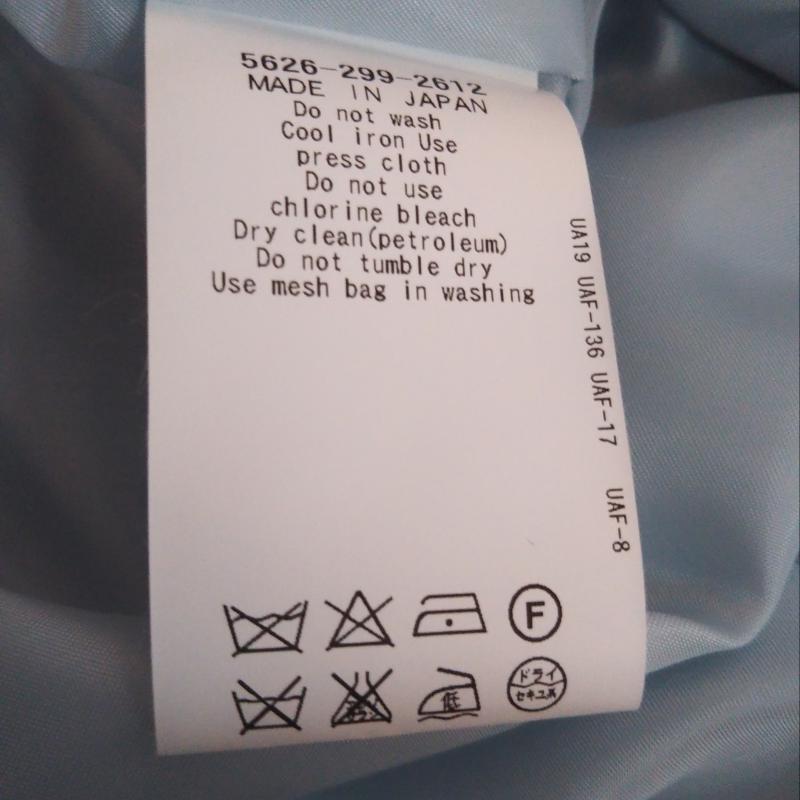 5626-299-2612
MADE IN JAPAN
Do not wash
Cool iron Use
press cloth
Do not use
chlorine bleach
Dry clean(petroleum)
Do not tumble dry
Use mesh bag in washing
UA19 UAF-136 UAF-17 UAF-8
F
低
ドライ
セキユ系